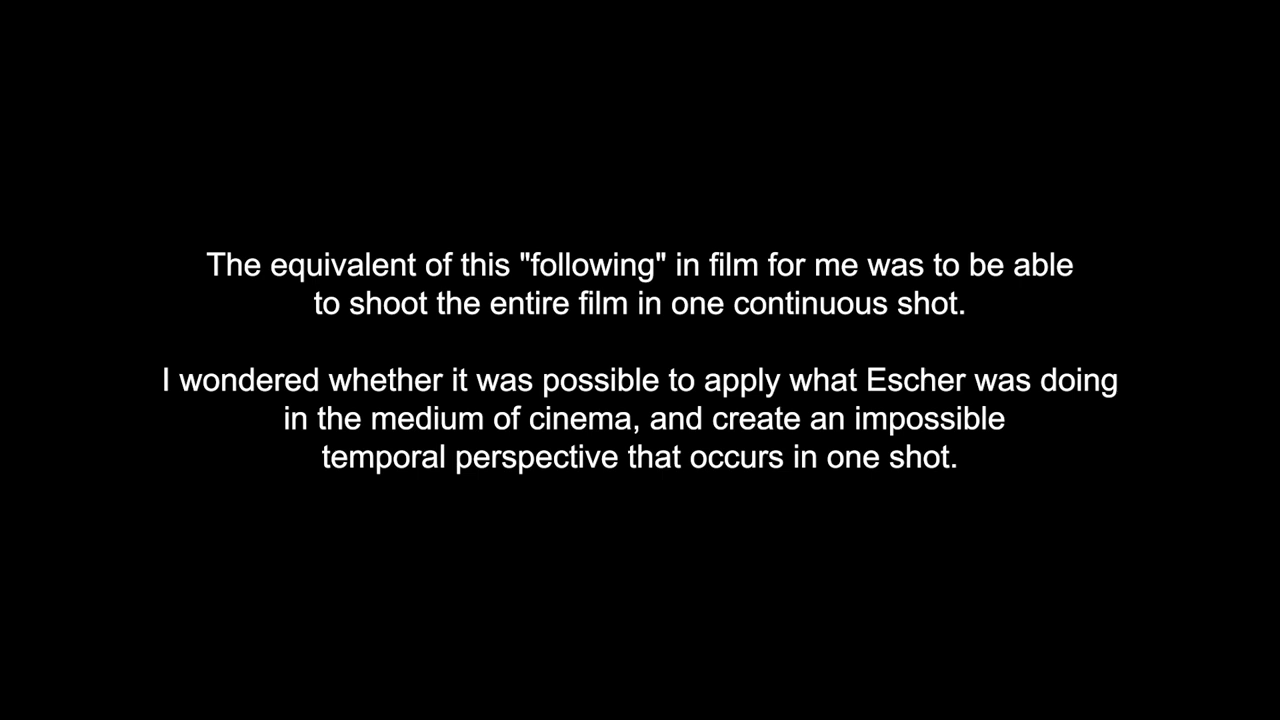 The equivalent of this "following" in film for me was to be able
to shoot the entire film in one continuous shot.
I wondered whether it was possible to apply what Escher was doing
in the medium of cinema, and create an impossible
temporal perspective that occurs in one shot.